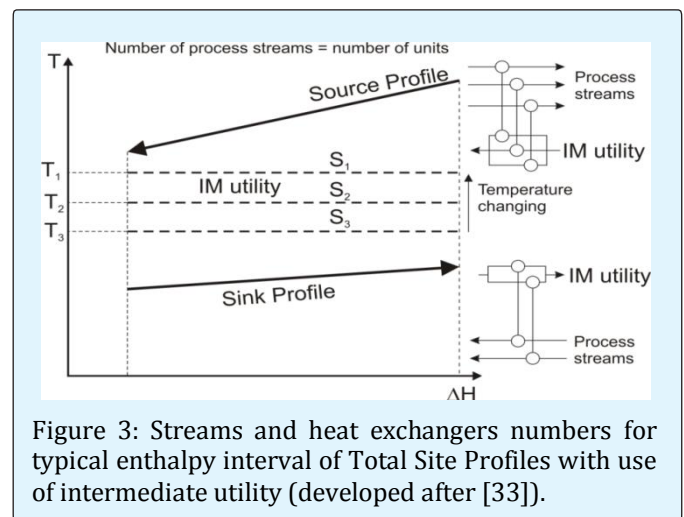 Number of process streams = number of units
T
Source Profile
Process
streams
IM utility
T₁
S₁
IM utility
Temperature
changing
T₂
S₂
T₃
S₃
Sink Profile
IM utility
Process
streams
ΔH
Figure 3: Streams and heat exchangers numbers for
typical enthalpy interval of Total Site Profiles with use
of intermediate utility (developed after [33]).